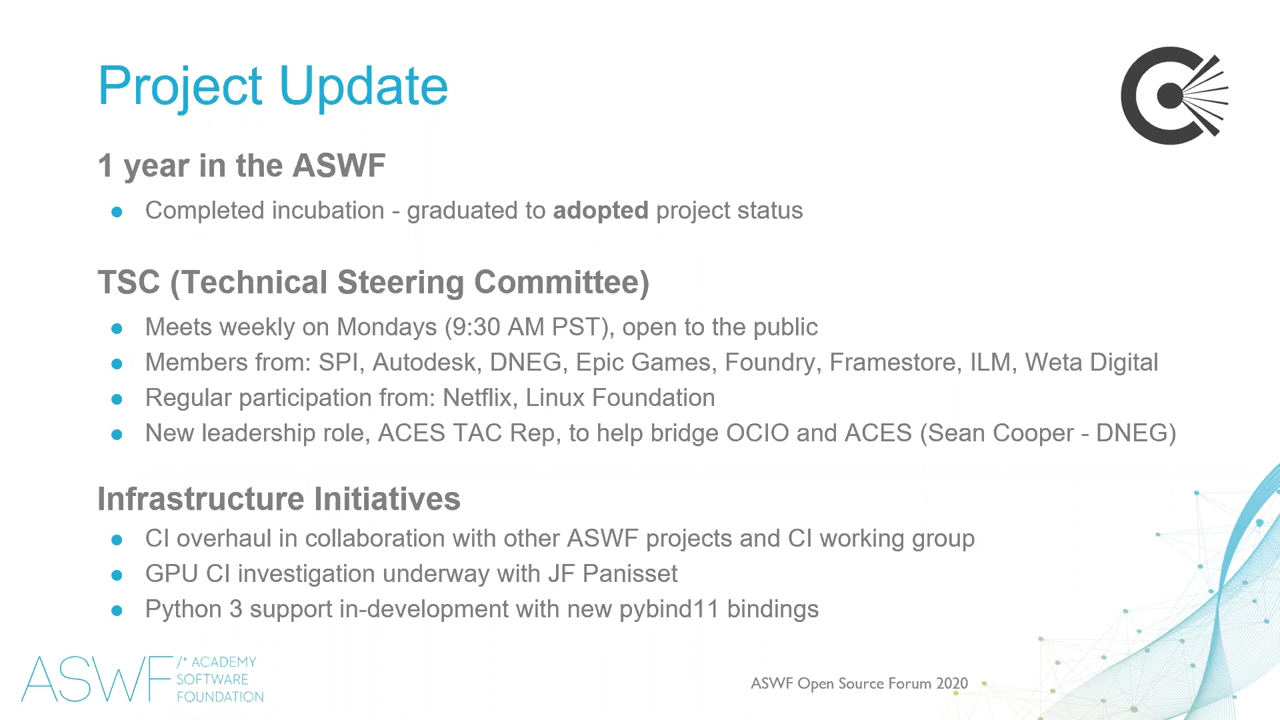 Project Update
1 year in the ASWF
● Completed incubation - graduated to adopted project status
TSC (Technical Steering Committee)
● Meets weekly on Mondays (9:30 AM PST), open to the public
● Members from: SPI, Autodesk, DNEG, Epic Games, Foundry, Framestore, ILM, Weta Digital
● Regular participation from: Netflix, Linux Foundation
● New leadership role, ACES TAC Rep, to help bridge OCIO and ACES (Sean Cooper - DNEG)
Infrastructure Initiatives
● CI overhaul in collaboration with other ASWF projects and CI working group
● GPU CI investigation underway with JF Panisset
● Python 3 support in-development with new pybind11 bindings
ASWF /* ACADEMY
SOFTWARE
FOUNDATION
ASWF Open Source Forum 2020